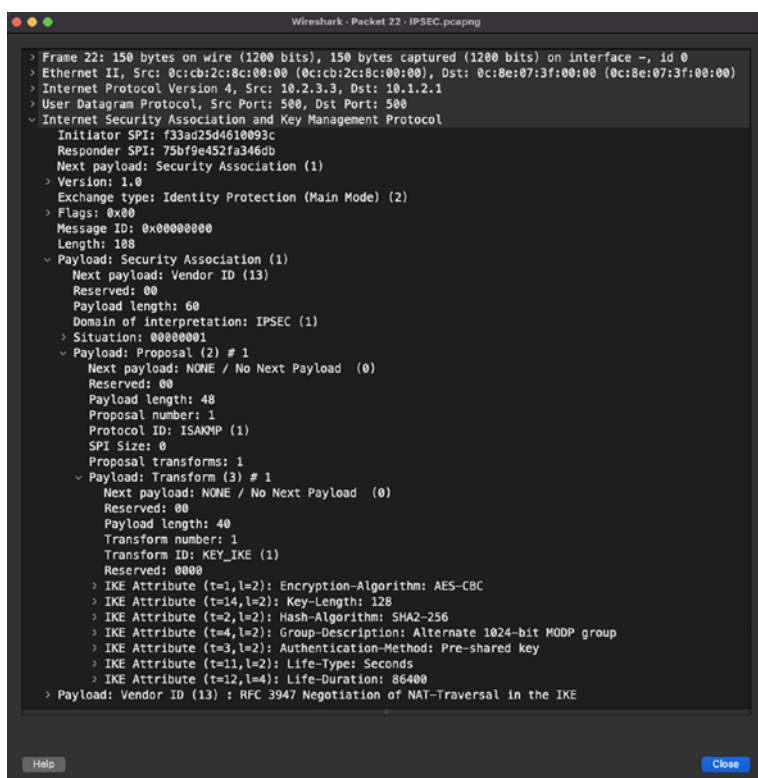 Wireshark · Packet 22 · IPSEC.pcapng
> Frame 22: 150 bytes on wire (1200 bits), 150 bytes captured (1200 bits) on interface -, id 0
> Ethernet II, Src: 0c:cb:2c:8c:00:00 (0c:cb:2c:8c:00:00), Dst: 0c:8e:07:3f:00:00 (0c:8e:07:3f:00:00)
> Internet Protocol Version 4, Src: 10.2.3.3, Dst: 10.1.2.1
> User Datagram Protocol, Src Port: 500, Dst Port: 500
Internet Security Association and Key Management Protocol
Initiator SPI: f33ad25d4610093c
Responder SPI: 75bf9e452fa346db
Next payload: Security Association (1)
> Version: 1.0
Exchange type: Identity Protection (Main Mode) (2)
> Flags: 0x00
Message ID: 0x00000000
Length: 108
Payload: Security Association (1)
Next payload: Vendor ID (13)
Reserved: 00
Payload length: 60
Domain of interpretation: IPSEC (1)
> Situation: 00000001
Payload: Proposal (2) # 1
Next payload: NONE / No Next Payload (0)
Reserved: 00
Payload length: 48
Proposal number: 1
Protocol ID: ISAKMP (1)
SPI Size: 0
Proposal transforms: 1
Payload: Transform (3) # 1
Next payload: NONE / No Next Payload (0)
Reserved: 00
Payload length: 40
Transform number: 1
Transform ID: KEY_IKE (1)
Reserved: 0000
> IKE Attribute (t=1,l=2): Encryption-Algorithm: AES-CBC
> IKE Attribute (t=14,l=2): Key-Length: 128
> IKE Attribute (t=2,l=2): Hash-Algorithm: SHA2-256
> IKE Attribute (t=4,l=2): Group-Description: Alternate 1024-bit MODP group
> IKE Attribute (t=3,l=2): Authentication-Method: Pre-shared key
> IKE Attribute (t=11,l=2): Life-Type: Seconds
> IKE Attribute (t=12,l=4): Life-Duration: 86400
> Payload: Vendor ID (13) : RFC 3947 Negotiation of NAT-Traversal in the IKE
Help
Close